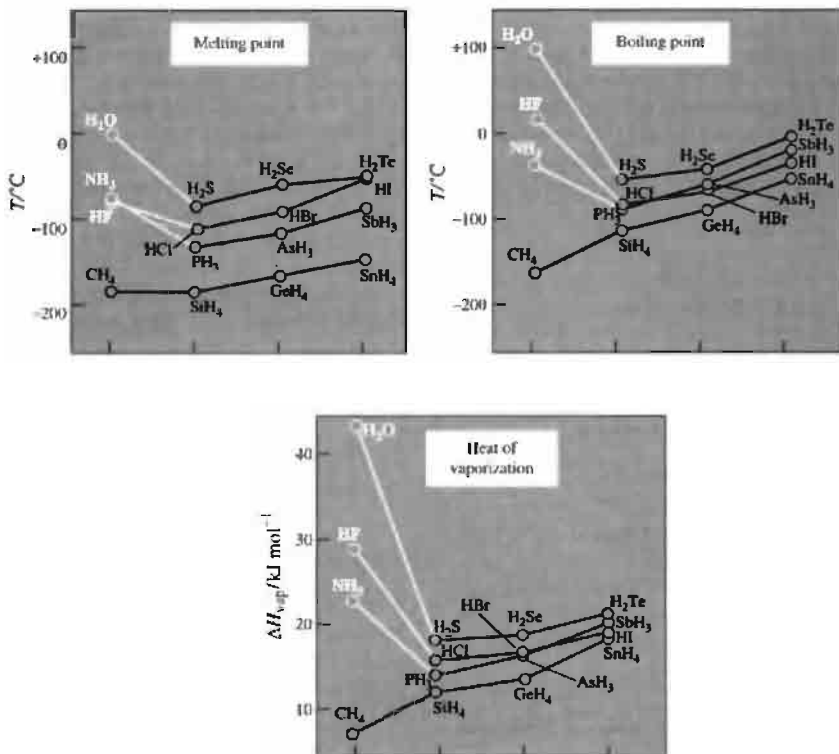 Melting point
+100
0
−100
−200
T/°C
H₂O
NH₃
HF
CH₄
H₂S
HCl
PH₃
SiH₄
H₂Se
HBr
AsH₃
GeH₄
H₂Te
HI
SbH₃
SnH₄
Boiling point
+100
0
−100
−200
T/°C
H₂O
HF
NH₃
CH₄
H₂S
HCl
PH₃
SiH₄
H₂Se
GeH₄
H₂Te
SbH₃
HI
SnH₄
AsH₃
HBr
Heat of
vaporization
40
30
20
10
ΔHvap/kJ mol⁻¹
H₂O
HF
NH₃
CH₄
H₂S
HCl
PH₃
SiH₄
HBr
H₂Se
GeH₄
AsH₃
H₂Te
SbH₃
HI
SnH₄